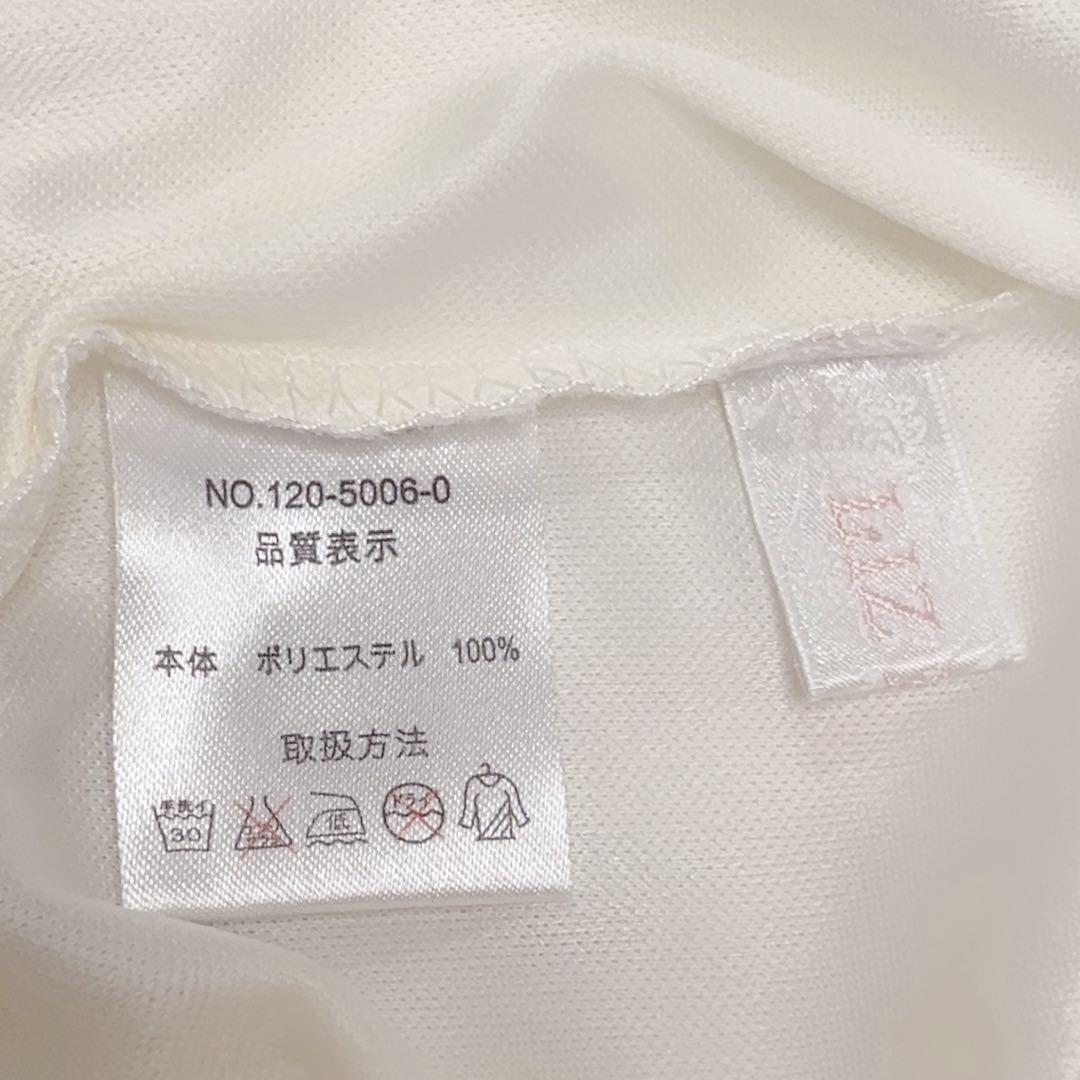 NO.120-5006-0
品質表示
本体 ポリエステル 100%
取扱方法
手洗イ 30 低 ドライ
LIZ